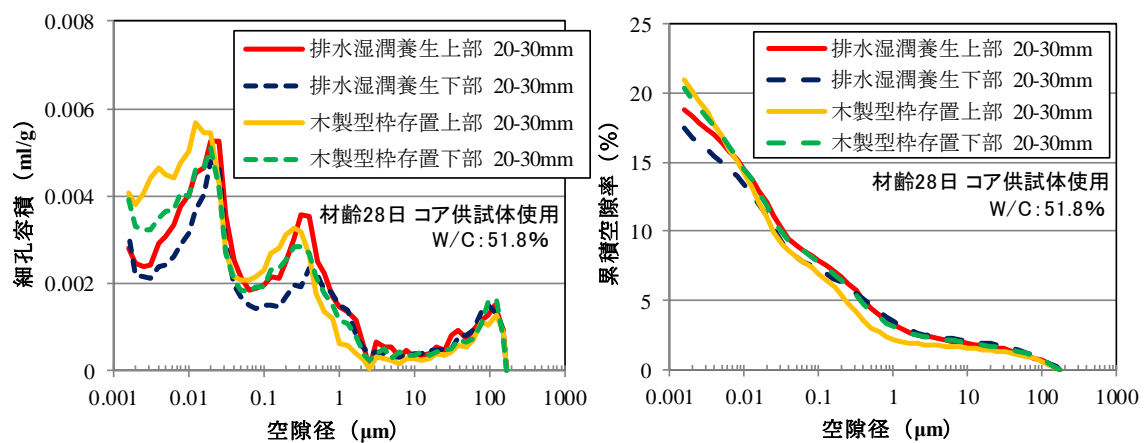 0.008
0.006
0.004
0.002
0
細孔容積 (ml/g)
排水湿潤養生上部 20-30mm
排水湿潤養生下部 20-30mm
木製型枠存置上部 20-30mm
木製型枠存置下部 20-30mm
材齢28日 コア供試体使用
W/C:51.8%
0.001 0.01 0.1 1 10 100 1000
空隙径 (μm)
25
20
15
10
5
0
累積空隙率 (%)
排水湿潤養生上部 20-30mm
排水湿潤養生下部 20-30mm
木製型枠存置上部 20-30mm
木製型枠存置下部 20-30mm
材齢28日 コア供試体使用
W/C:51.8%
0.001 0.01 0.1 1 10 100 1000
空隙径 (μm)